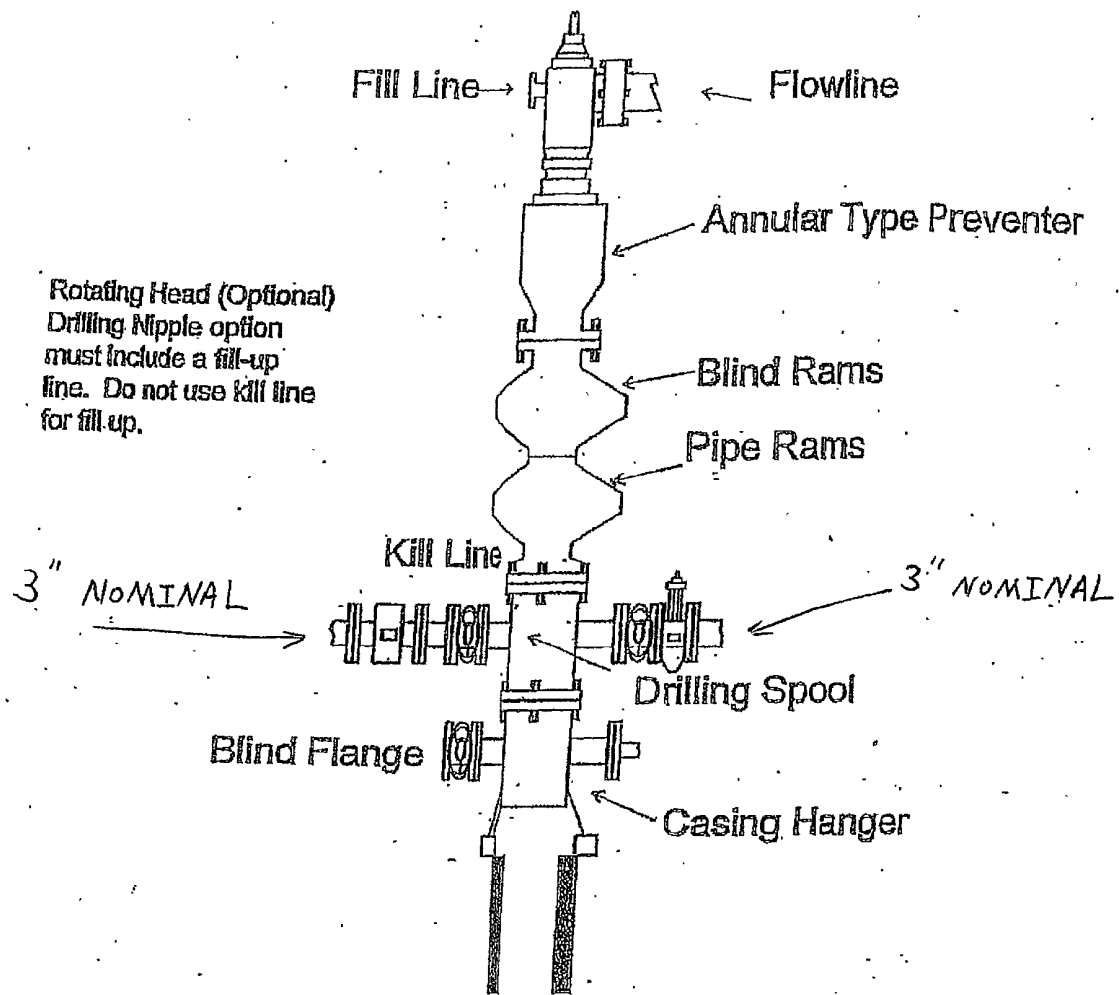 Fill Line
Flowline
Annular Type Preventer
Rotating Head (Optional)
Drilling Nipple option
must include a fill-up
line. Do not use kill line
for fill up.
Blind Rams
Pipe Rams
Kill Line
3" NOMINAL
3" NOMINAL
Drilling Spool
Blind Flange
Casing Hanger